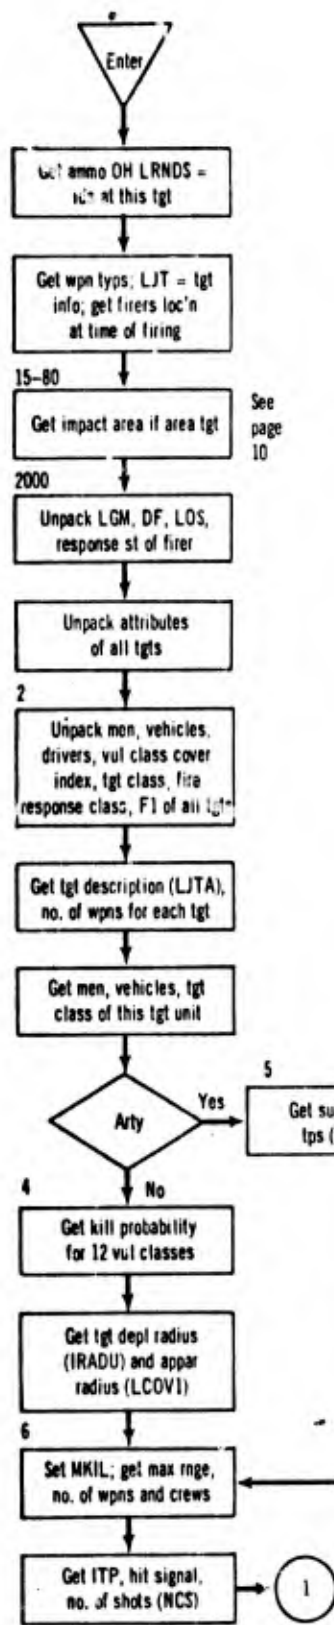 Enter
Get ammo OH LRNDS =
at this tgt
Get wpn typs; LJT = tgt
info; get firers loc'n
at time of firing
15-80
Get impact area if area tgt
See
page
10
2000
Unpack LGM, DF, LOS,
response st of firer
Unpack attributes
of all tgts
2
Unpack men, vehicles,
drivers, vul class cover
index, tgt class, fire
response class, F1 of all tgts
Get tgt description (LJTA),
no. of wpns for each tgt
Get men, vehicles, tgt
class of this tgt unit
Arty
Yes
5
Get
tps (
4
No
Get kill probability
for 12 vul classes
Get tgt depl radius
(IRADU) and appar
radius (LCOV1)
6
Set MKIL; get max rnge,
no. of wpns and crews
Get ITP, hit signal,
no. of shots (NCS)
1